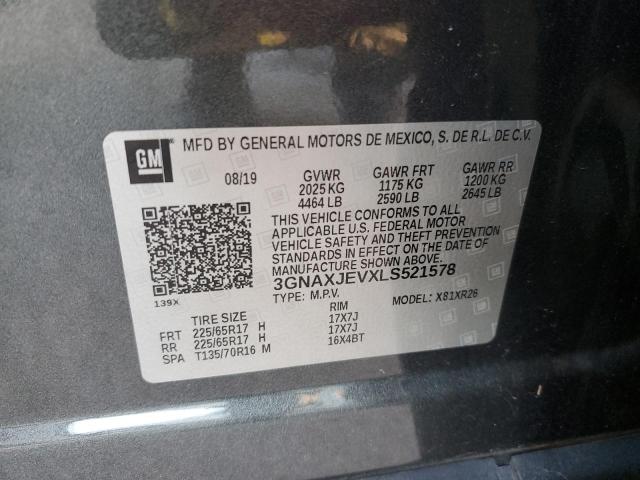 GM
MFD BY GENERAL MOTORS DE MEXICO, S. DE R.L. DE C.V.
08/19 GVWR GAWR FRT GAWR RR
2025 KG 1175 KG 1200 KG
4464 LB 2590 LB 2645 LB
THIS VEHICLE CONFORMS TO ALL
APPLICABLE U.S. FEDERAL MOTOR
VEHICLE SAFETY AND THEFT PREVENTION
STANDARDS IN EFFECT ON THE DATE OF
MANUFACTURE SHOWN ABOVE.
3GNAXJEVXLS521578
TYPE: M.P.V. MODEL: X81XR26
139X
TIRE SIZE RIM
FRT 225/65R17 H 17X7J
RR 225/65R17 H 17X7J
SPA T135/70R16 M 16X4BT